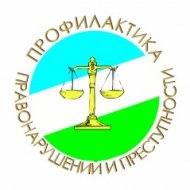 ПРОФИЛАКТИКА
ПРАВОНАРУШЕНИЙ И ПРЕСТУПНОСТИ